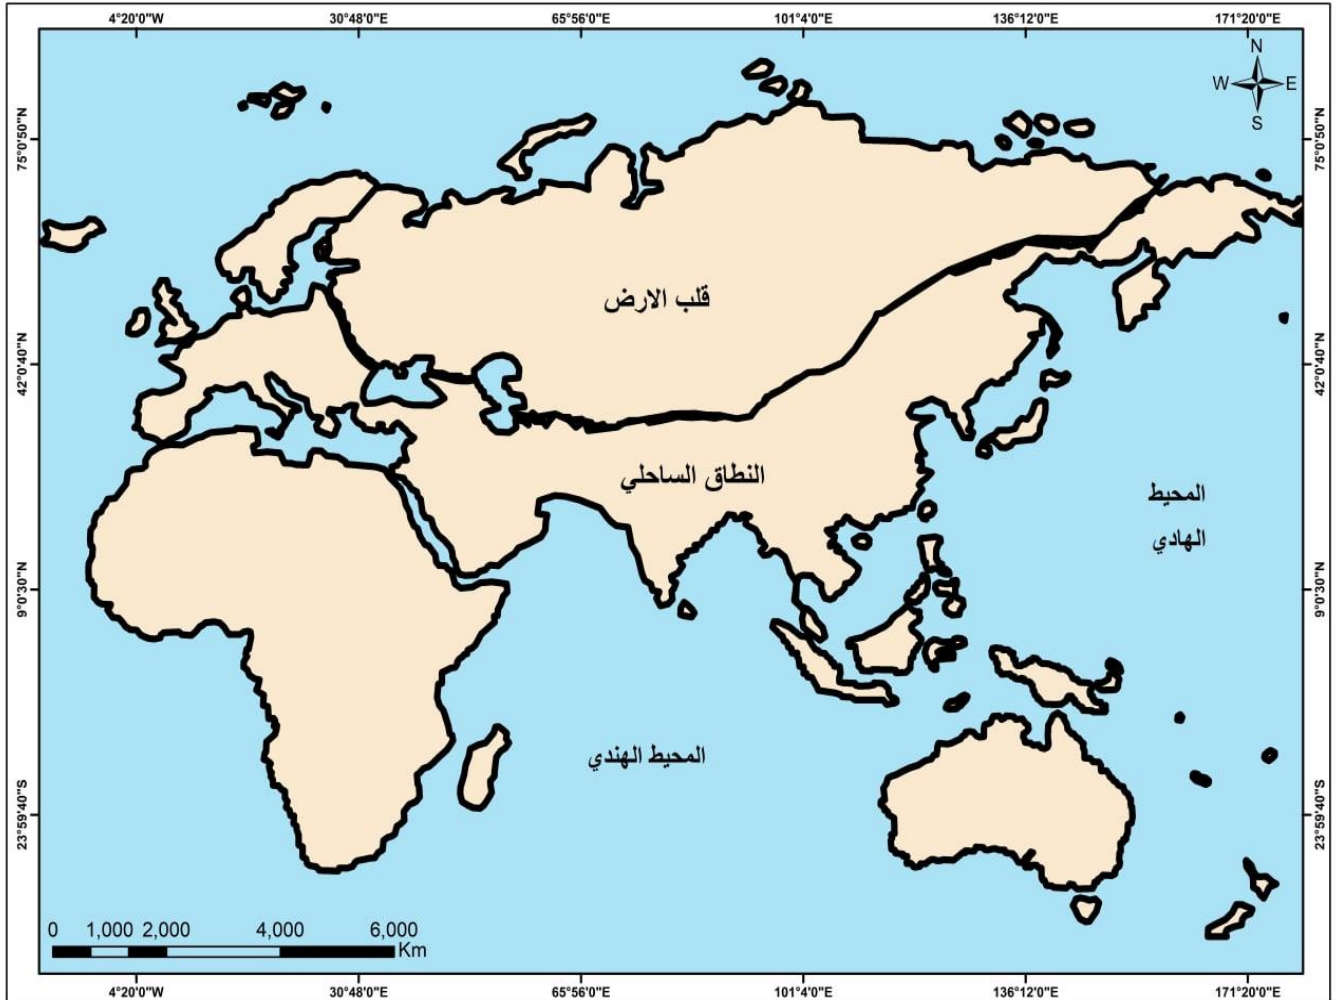 4°20'0"W 30°48'0"E 65°56'0"E 101°4'0"E 136°12'0"E 171°20'0"E
N
W E
S
75°0'50"N 75°0'50"N
قلب الارض
42°0'40"N 42°0'40"N
النطاق الساحلي
المحيط
الهادي
9°0'30"N 9°0'30"N
المحيط الهندي
23°59'40"S 23°59'40"S
0 1,000 2,000 4,000 6,000
Km
4°20'0"W 30°48'0"E 65°56'0"E 101°4'0"E 136°12'0"E 171°20'0"E